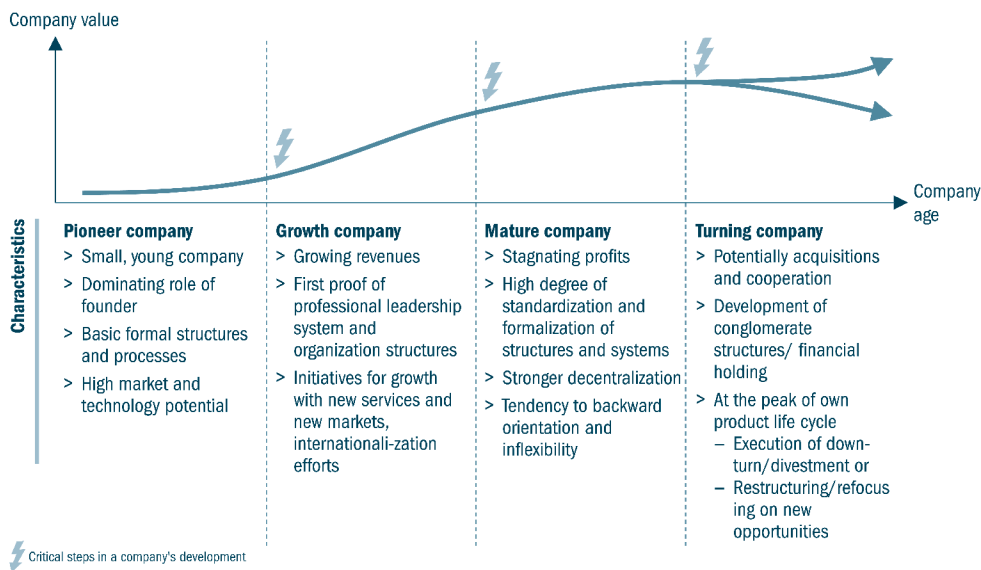 Company value
Company
age
Characteristics
Pioneer company
> Small, young company
> Dominating role of
founder
> Basic formal structures
and processes
> High market and
technology potential
Growth company
> Growing revenues
> First proof of
professional leadership
system and
organization structures
> Initiatives for growth
with new services and
new markets,
internationali-zation
efforts
Mature company
> Stagnating profits
> High degree of
standardization and
formalization of
structures and systems
> Stronger decentralization
> Tendency to backward
orientation and
inflexibility
Turning company
> Potentially acquisitions
and cooperation
> Development of
conglomerate
structures/ financial
holding
> At the peak of own
product life cycle
– Execution of down-
turn/divestment or
– Restructuring/refocus
ing on new
opportunities
Critical steps in a company's development